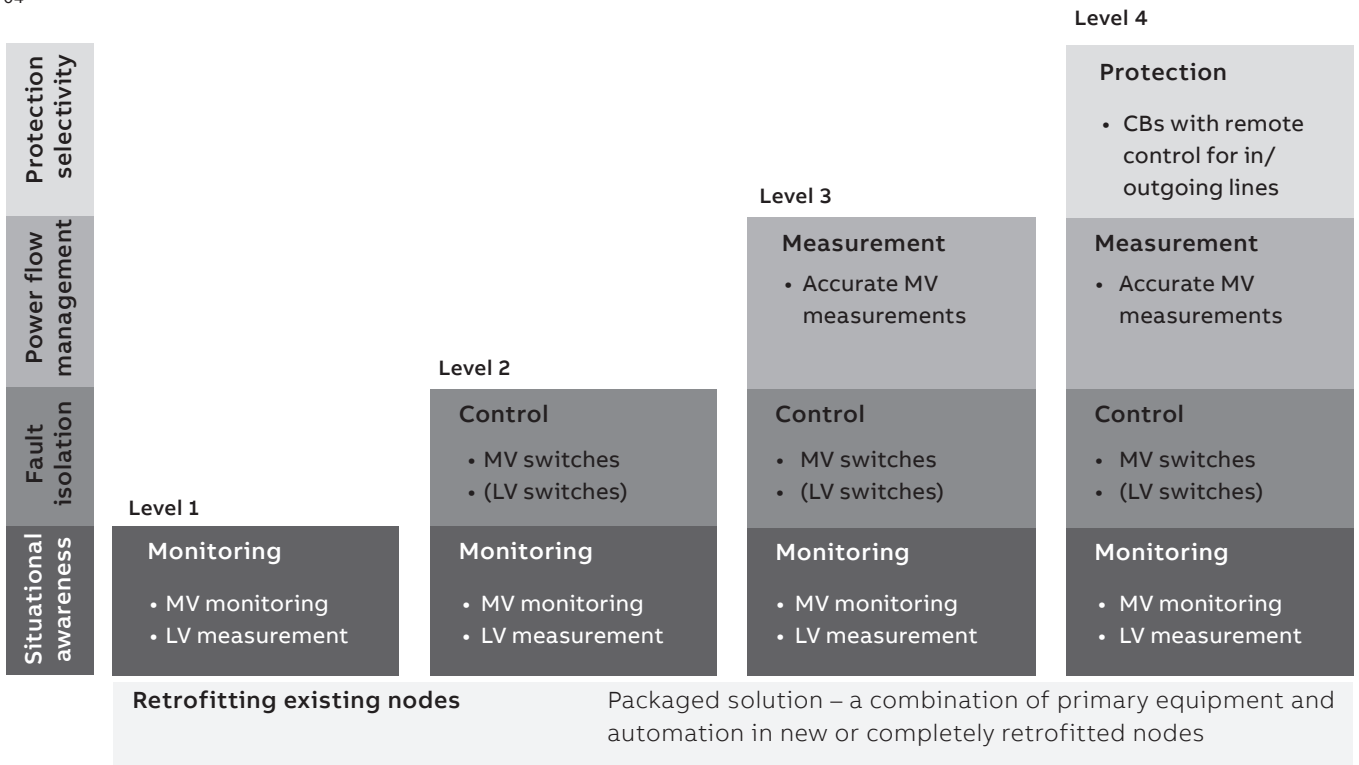 04
Level 4
Protection
selectivity
Protection
• CBs with remote
control for in/
outgoing lines
Level 3
Power flow
management
Measurement
• Accurate MV
measurements
Measurement
• Accurate MV
measurements
Level 2
Fault
isolation
Control
• MV switches
• (LV switches)
Control
• MV switches
• (LV switches)
Control
• MV switches
• (LV switches)
Level 1
Situational
awareness
Monitoring
• MV monitoring
• LV measurement
Monitoring
• MV monitoring
• LV measurement
Monitoring
• MV monitoring
• LV measurement
Monitoring
• MV monitoring
• LV measurement
Retrofitting existing nodes
Packaged solution – a combination of primary equipment and
automation in new or completely retrofitted nodes